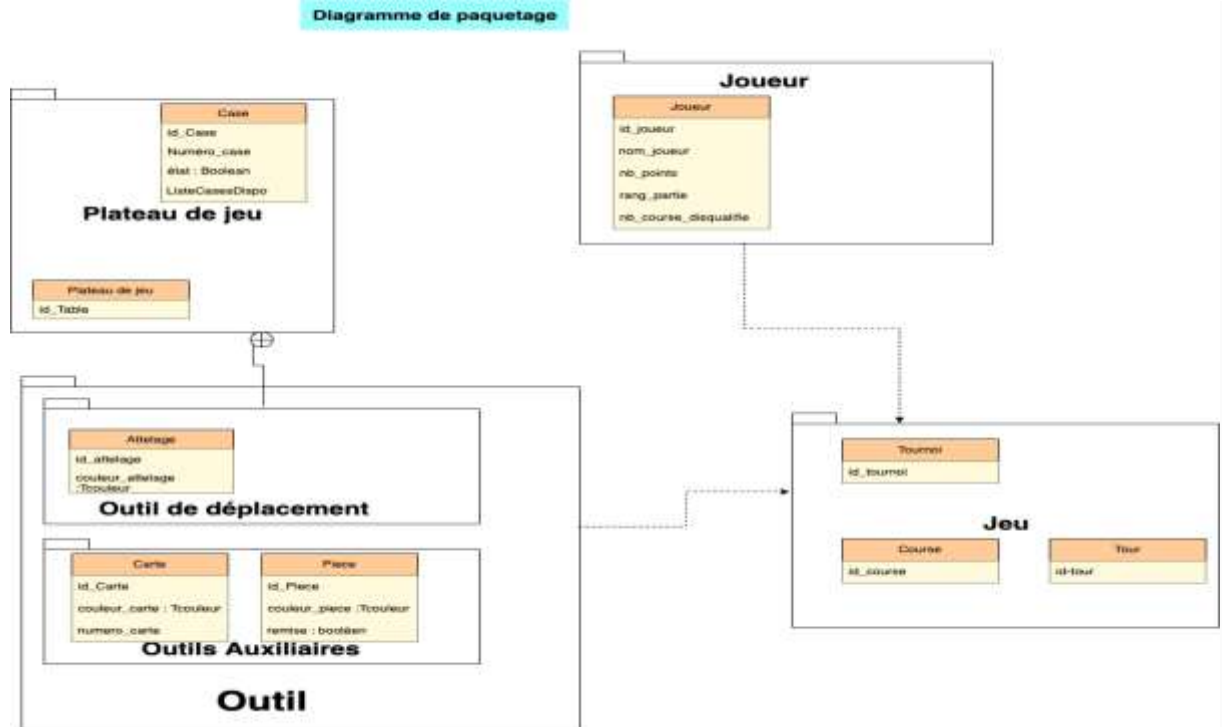 Diagramme de paquetage
Joueur
Joueur
id_joueur
nom_joueur
nb_points
rang_partie
nb_course_disqualifie
Case
id_Case
Numéro_case
état : Boolean
ListeCasesDispo
Plateau de jeu
Plateau de jeu
id_Table
Attelage
id_attelage
couleur_attelage
:Tcouleur
Outil de déplacement
Carte
id_Carte
couleur_carte : Tcouleur
numero_carte
Piece
id_Piece
couleur_piece :Tcouleur
remise : booléen
Outils Auxiliaires
Outil
Tournoi
id_tournoi
Jeu
Course
id_course
Tour
id-tour